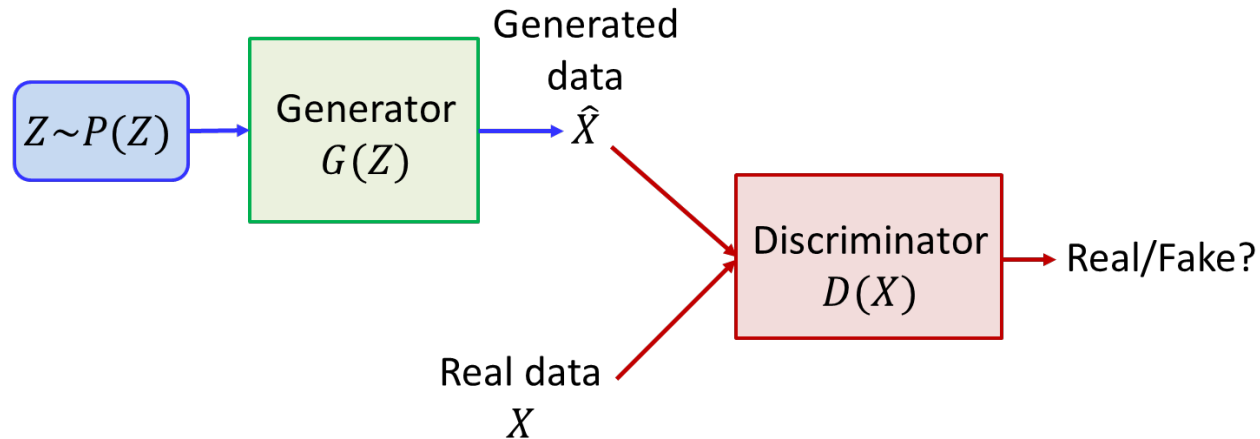 Z~P(Z)
Generator
G(Z)
Generated
data
X̂
Discriminator
D(X)
Real/Fake?
Real data
X